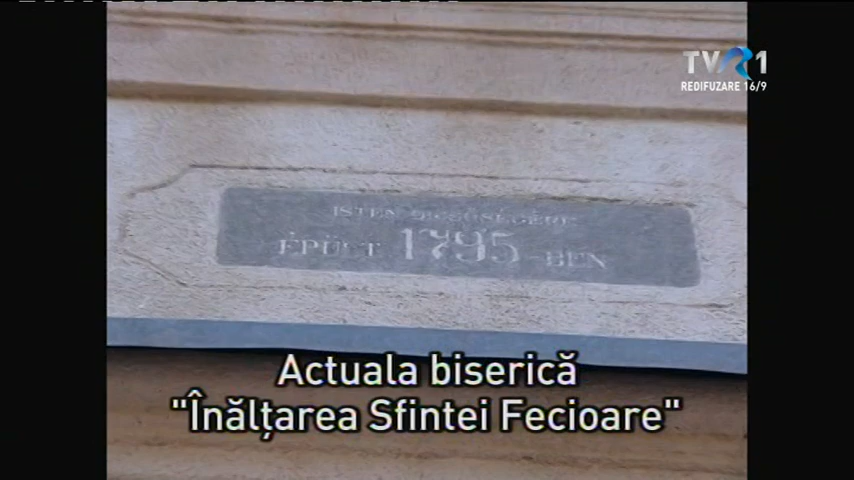 TVR1
REDIFUZARE 16/9
ISTEN DICSŐSÉGÉRE
ÉPÜLT 1795-BEN
Actuala biserică
"Înălțarea Sfintei Fecioare"